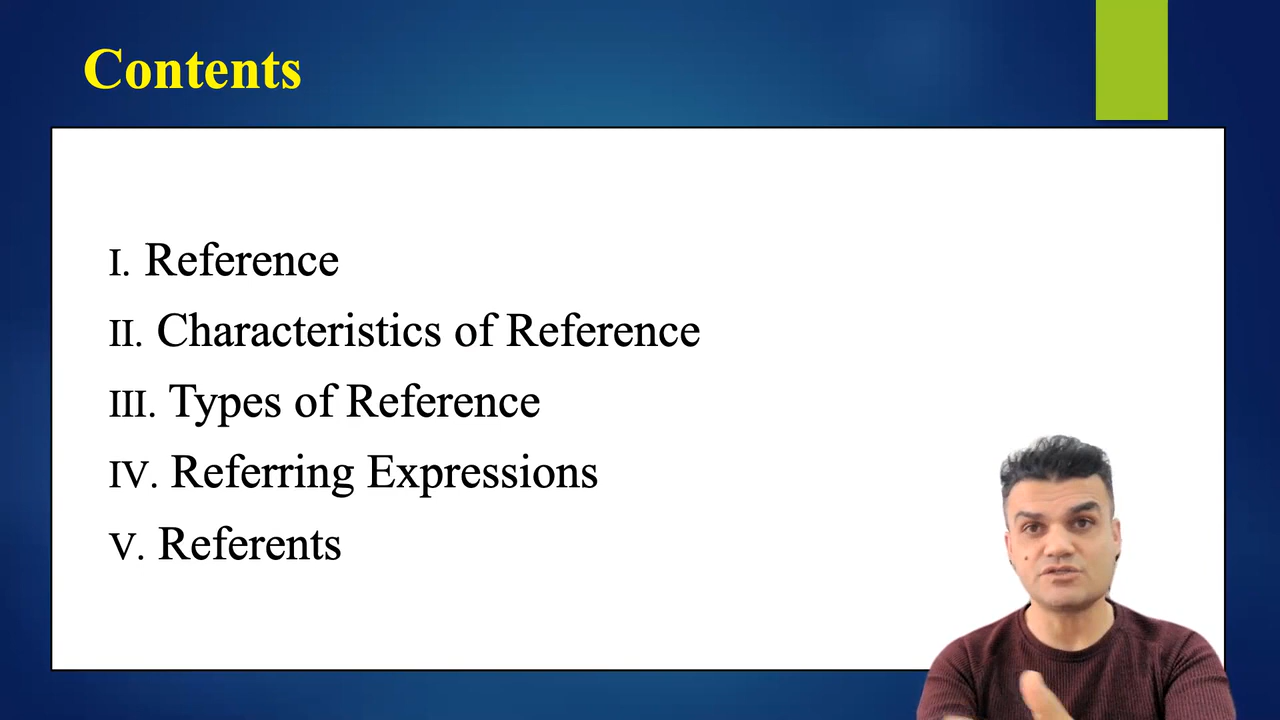 Contents
I. Reference
II. Characteristics of Reference
III. Types of Reference
IV. Referring Expressions
V. Referents